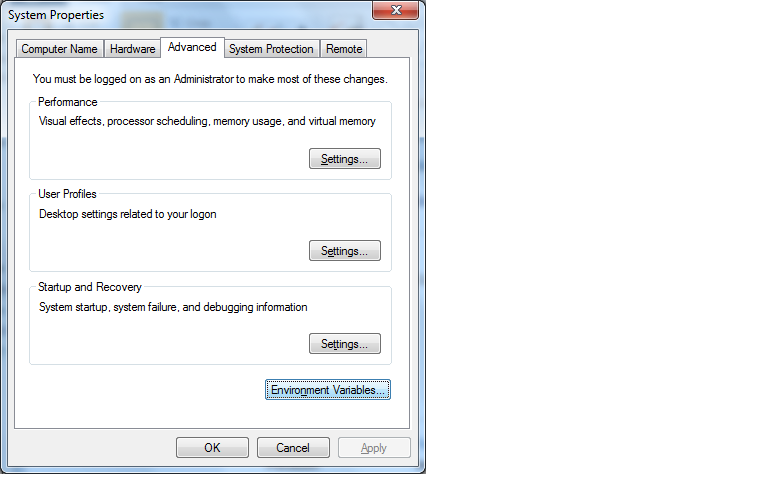 System Properties
Computer Name Hardware Advanced System Protection Remote
You must be logged on as an Administrator to make most of these changes.
Performance
Visual effects, processor scheduling, memory usage, and virtual memory
Settings...
User Profiles
Desktop settings related to your logon
Settings...
Startup and Recovery
System startup, system failure, and debugging information
Settings...
Environment Variables...
OK Cancel Apply